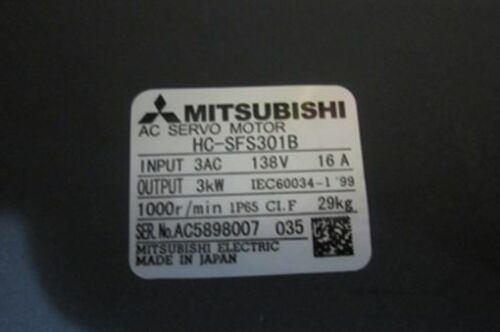 MITSUBISHI
AC SERVO MOTOR
HC-SFS301B
INPUT 3AC 138V 16 A
OUTPUT 3kW IEC60034-1 '99
1000r/min IP65 CI.F 29kg
SER.No.AC5898007 035
MITSUBISHI ELECTRIC
MADE IN JAPAN